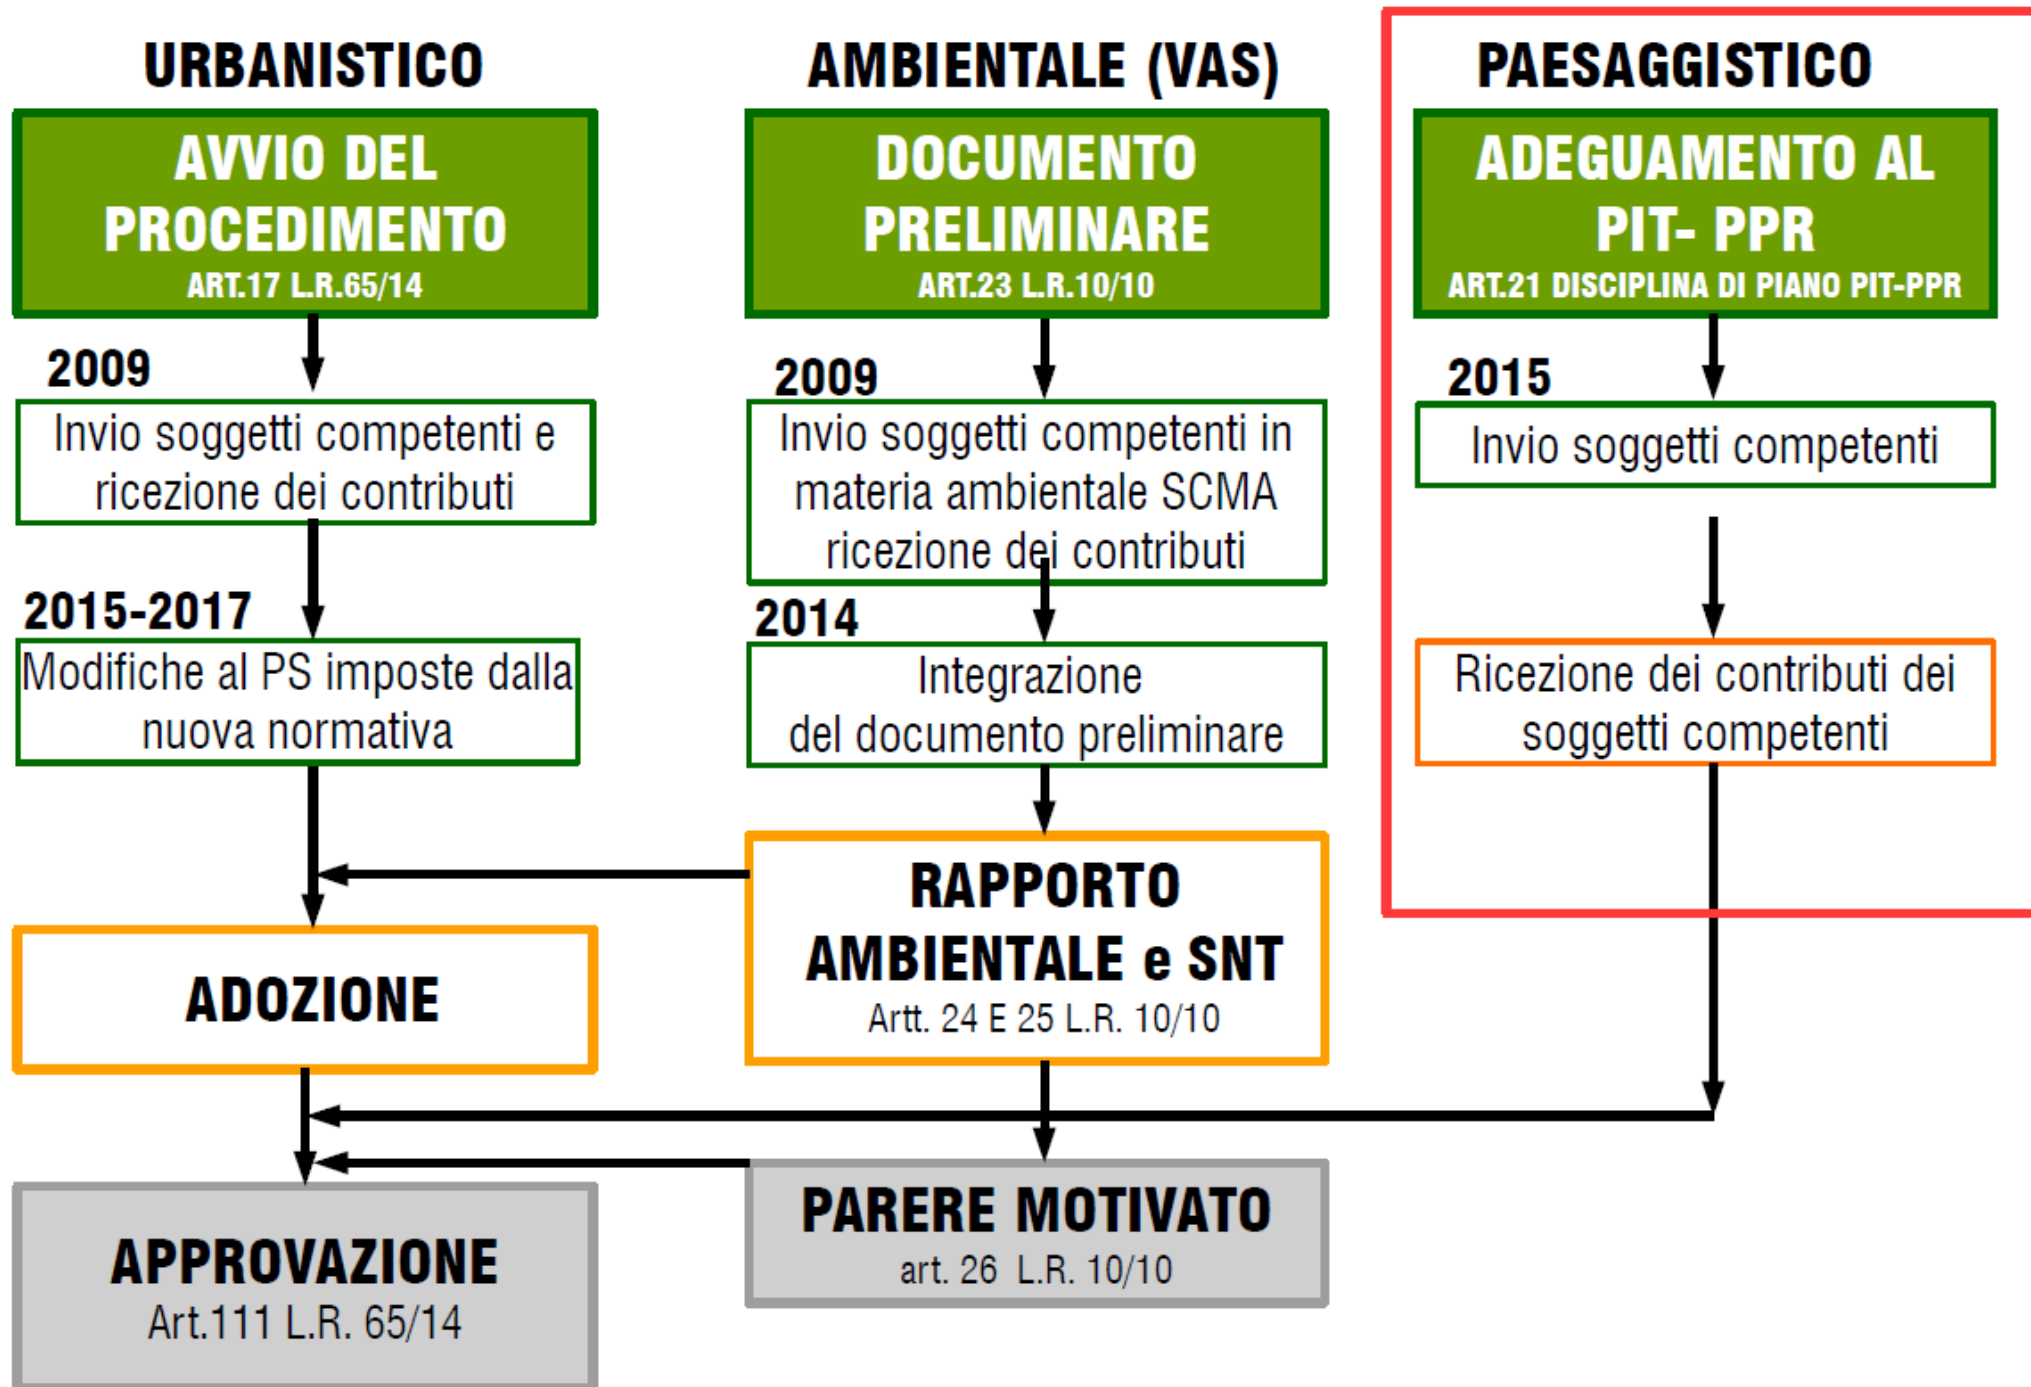 URBANISTICO
AVVIO DEL
PROCEDIMENTO
ART.17 L.R.65/14
2009
Invio soggetti competenti e
ricezione dei contributi
2015-2017
Modifiche al PS imposte dalla
nuova normativa
ADOZIONE
APPROVAZIONE
Art.111 L.R. 65/14
AMBIENTALE (VAS)
DOCUMENTO
PRELIMINARE
ART.23 L.R.10/10
2009
Invio soggetti competenti in
materia ambientale SCMA
ricezione dei contributi
2014
Integrazione
del documento preliminare
RAPPORTO
AMBIENTALE e SNT
Artt. 24 E 25 L.R. 10/10
PARERE MOTIVATO
art. 26 L.R. 10/10
PAESAGGISTICO
ADEGUAMENTO AL
PIT- PPR
ART.21 DISCIPLINA DI PIANO PIT-PPR
2015
Invio soggetti competenti
Ricezione dei contributi dei
soggetti competenti